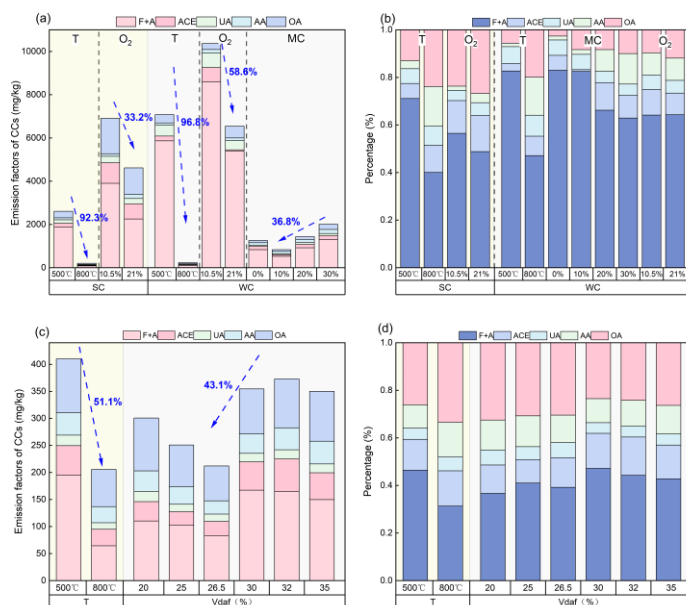 (a)
F+A ACE UA AA OA
T O₂ T O₂ MC
Emission factors of CCs (mg/kg)
10000
8000
6000
4000
2000
0
92.3%
33.2%
96.8%
58.6%
36.8%
500℃ 800℃ 10.5% 21% 500℃ 800℃ 10.5% 21% 0% 10% 20% 30%
SC WC
(b)
F+A ACE UA AA OA
T O₂ T MC O₂
Percentage (%)
1.0
0.8
0.6
0.4
0.2
0.0
500℃ 800℃ 10.5% 21% 500℃ 800℃ 0% 10% 20% 30% 10.5% 21%
SC WC
(c)
F+A ACE UA AA OA
Emission factors of CCs (mg/kg)
400
350
300
250
200
150
100
50
0
51.1%
43.1%
500℃ 800℃ 20 25 26.5 30 32 35
T Vdaf（%）
(d)
F+A ACE UA AA OA
Percentage (%)
1.0
0.8
0.6
0.4
0.2
0.0
500℃ 800℃ 20 25 26.5 30 32 35
T Vdaf（%）